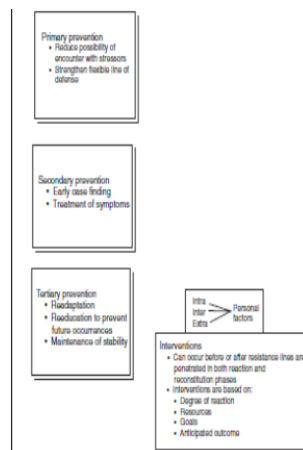 Primary prevention
• Reduce possibility of
encounter with stressors
• Strengthen flexible line of
defense
Secondary prevention
• Early case finding
• Treatment of symptoms
Tertiary prevention
• Readaptation
• Reeducation to prevent
future occurrences
• Maintenance of stability
Intra
Inter
Extra
Personal
factors
Interventions
• Can occur before or after resistance lines are
penetrated in both reaction and
reconstitution phases
• Interventions are based on:
• Degree of reaction
• Resources
• Goals
• Anticipated outcome